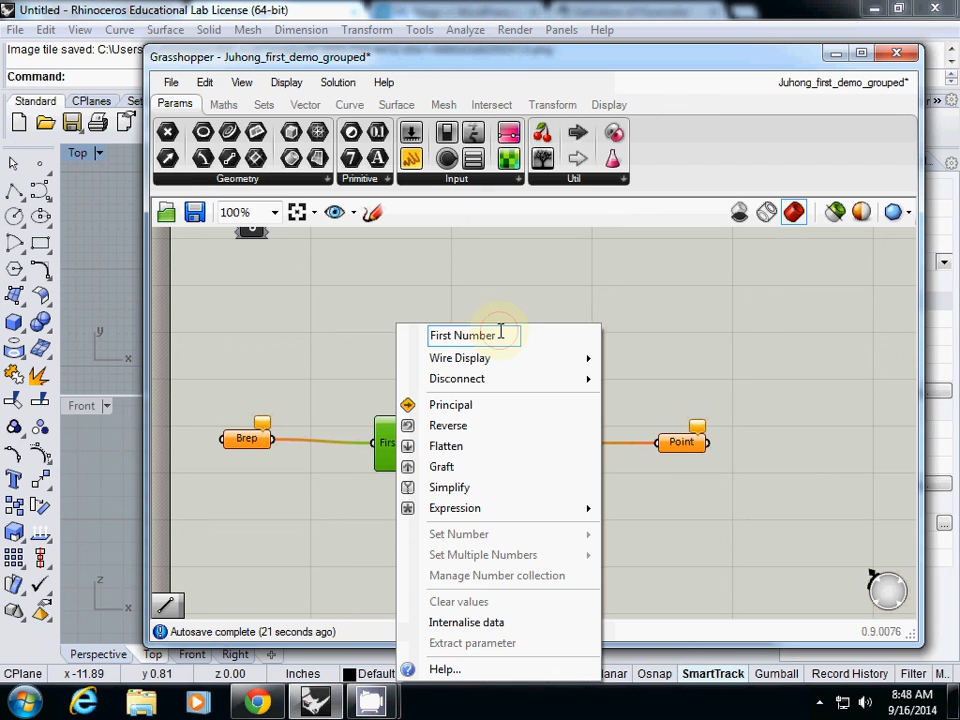 Untitled - Rhinoceros Educational Lab License (64-bit)
File Edit View Curve Surface Solid Mesh Dimension Transform Tools Analyze Render Panels Help
Image tile saved: C:\Users
Command:
Standard CPlanes Set
Grasshopper - Juhong_first_demo_grouped*
File Edit View Display Solution Help Juhong_first_demo_grouped*
Params Maths Sets Vector Curve Surface Mesh Intersect Transform Display
Geometry Primitive Input Util
100%
Top
y
x
Front
z
x
First Number
Wire Display
Disconnect
Principal
Reverse
Flatten
Graft
Simplify
Expression
Set Number
Set Multiple Numbers
Manage Number collection
Clear values
Internalise data
Extract parameter
Help...
Brep
Firs
Point
Autosave complete (21 seconds ago)
0.9.0076
Perspective Top Front Right
CPlane x -11.89 y 0.81 z 0.00 Inches Default
lanar Osnap SmartTrack Gumball Record History Filter M..
8:48 AM
9/16/2014